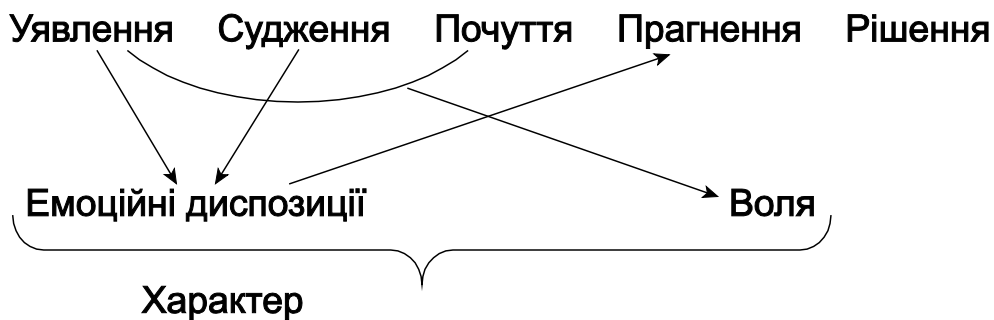 Уявлення Судження Почуття Прагнення Рішення
Емоційні диспозиції Воля
Характер